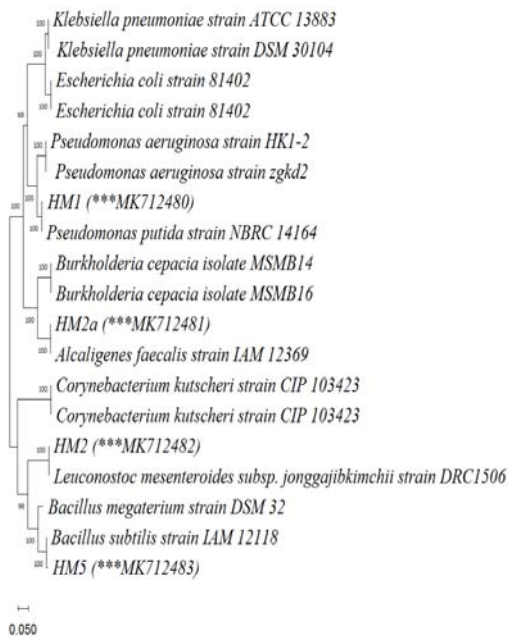 Klebsiella pneumoniae strain ATCC 13883
100
Klebsiella pneumoniae strain DSM 30104
100
Escherichia coli strain 81402
100
Escherichia coli strain 81402
Pseudomonas aeruginosa strain HK1-2
100
Pseudomonas aeruginosa strain zgkd2
100
HM1 (***MK712480)
100
Pseudomonas putida strain NBRC 14164
100
Burkholderia cepacia isolate MSMB14
100
Burkholderia cepacia isolate MSMB16
100
HM2a (***MK712481)
100
Alcaligenes faecalis strain IAM 12369
Corynebacterium kutscheri strain CIP 103423
100
Corynebacterium kutscheri strain CIP 103423
HM2 (***MK712482)
100
Leuconostoc mesenteroides subsp. jonggajibkimchii strain DRC1506
Bacillus megaterium strain DSM 32
100
Bacillus subtilis strain IAM 12118
100
HM5 (***MK712483)
0.050